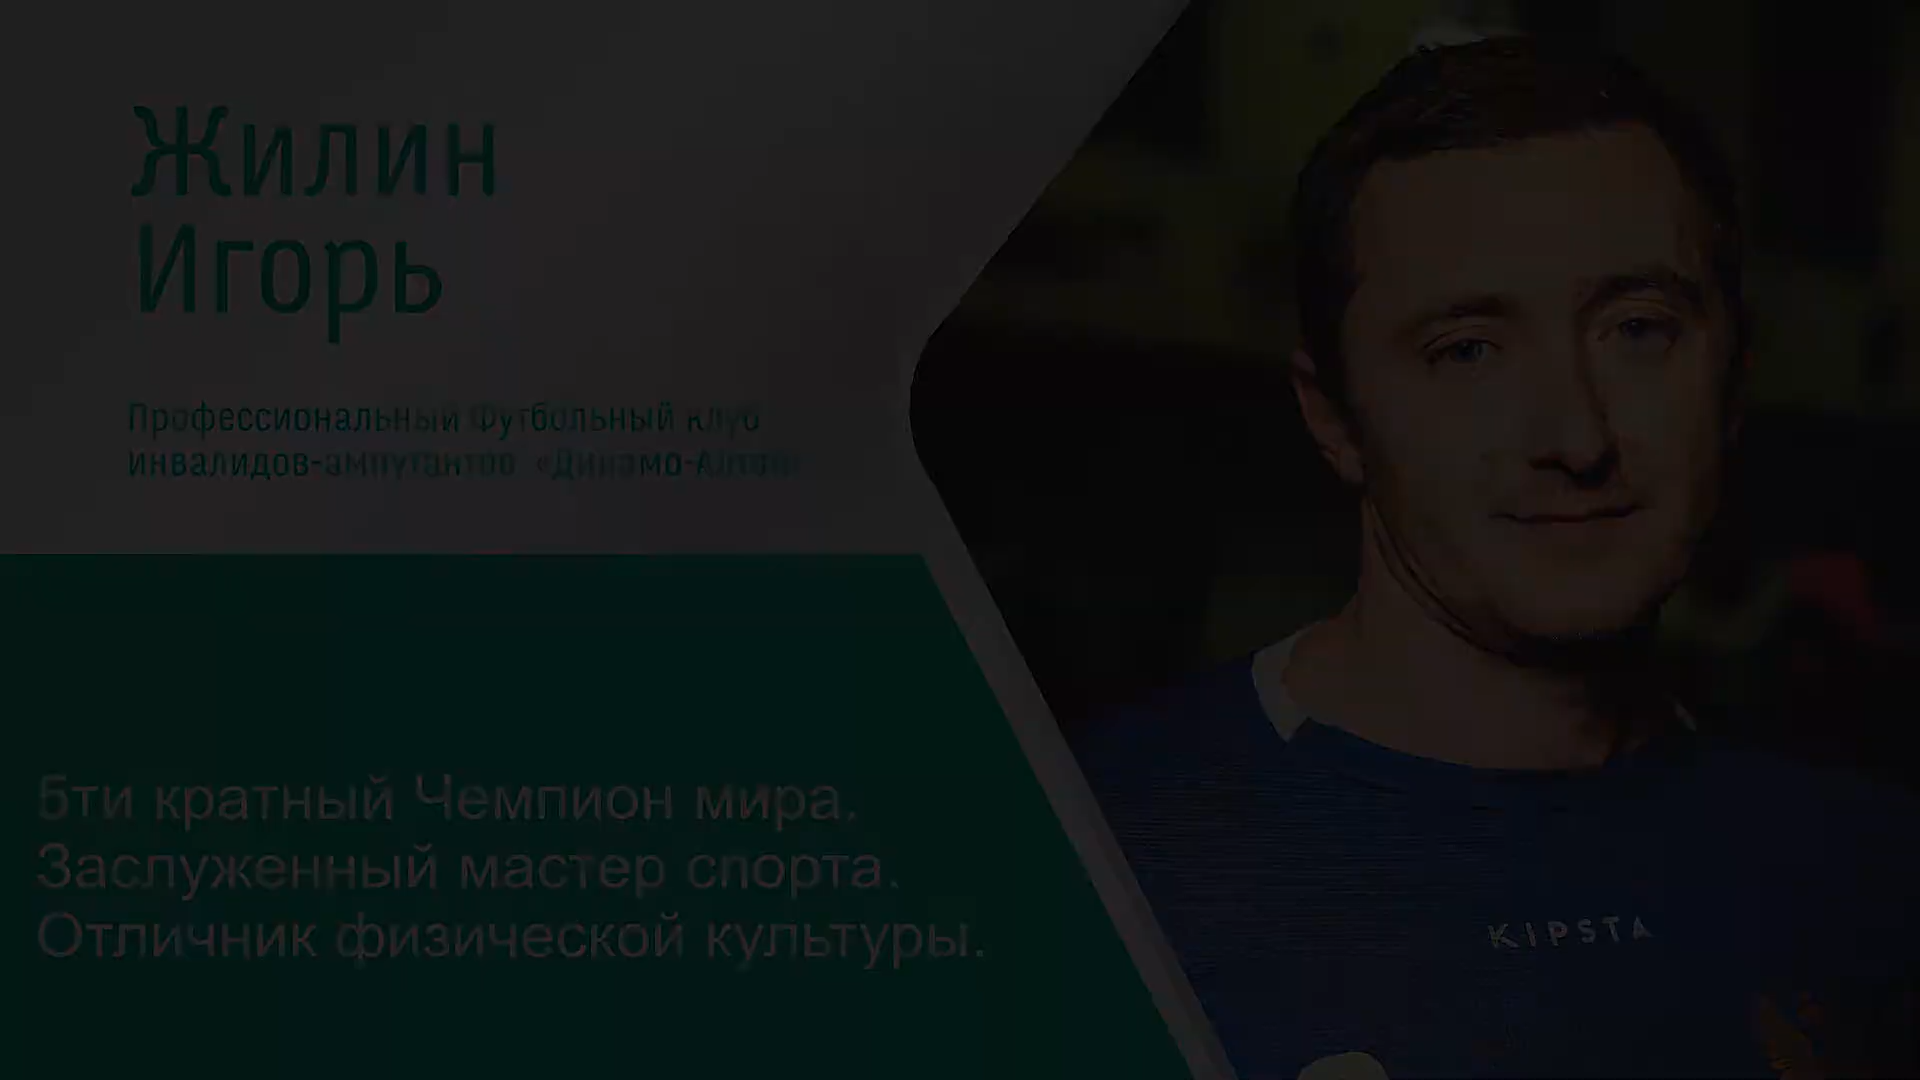 Жилин
Игорь
Профессиональный Футбольный клуб
инвалидов-ампутантов «Динамо-Алтай»
5ти кратный Чемпион мира.
Заслуженный мастер спорта.
Отличник физической культуры.
KIPSTA